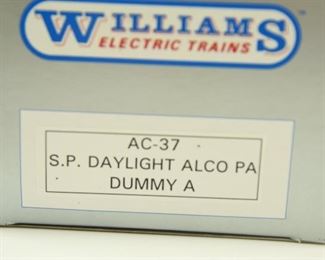 WILLIAMS
ELECTRIC TRAINS
AC-37
S.P. DAYLIGHT ALCO PA
DUMMY A